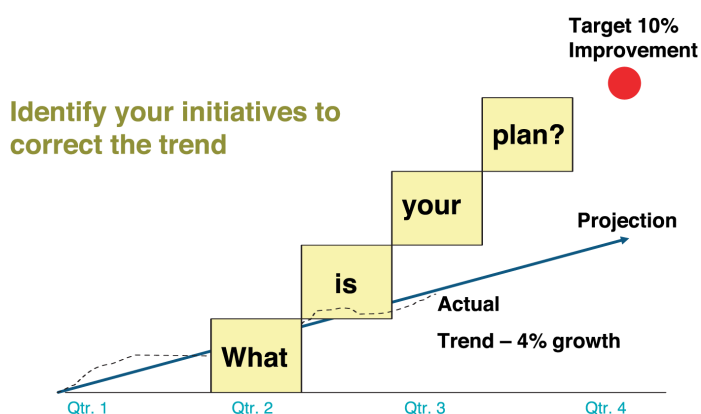 Target 10%
Improvement
Identify your initiatives to
correct the trend
plan?
your
Projection
is
Actual
Trend – 4% growth
What
Qtr. 1
Qtr. 2
Qtr. 3
Qtr. 4